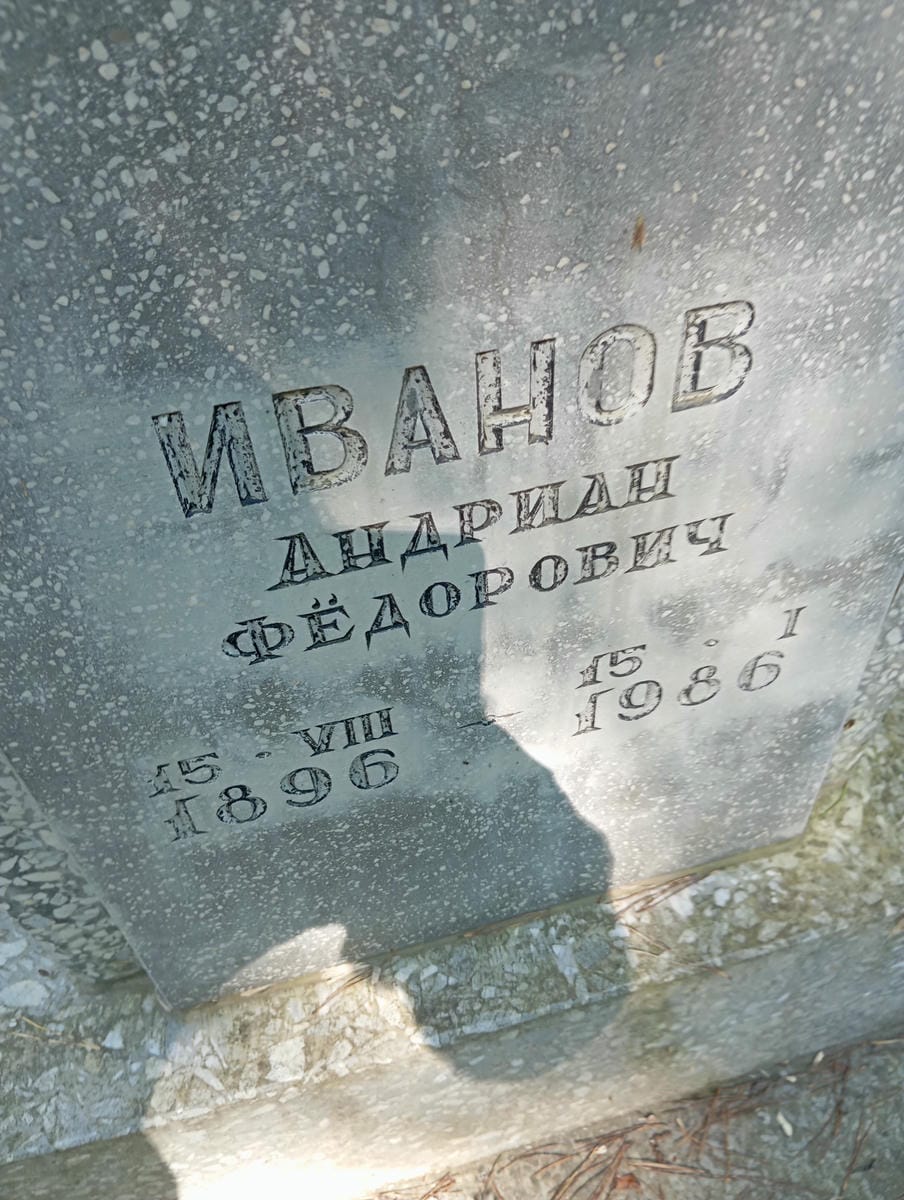 ИВАНОВ
АНДРИАН
ФЁДОРОВИЧ
15 · VIII 15 · I
1896 — 1986